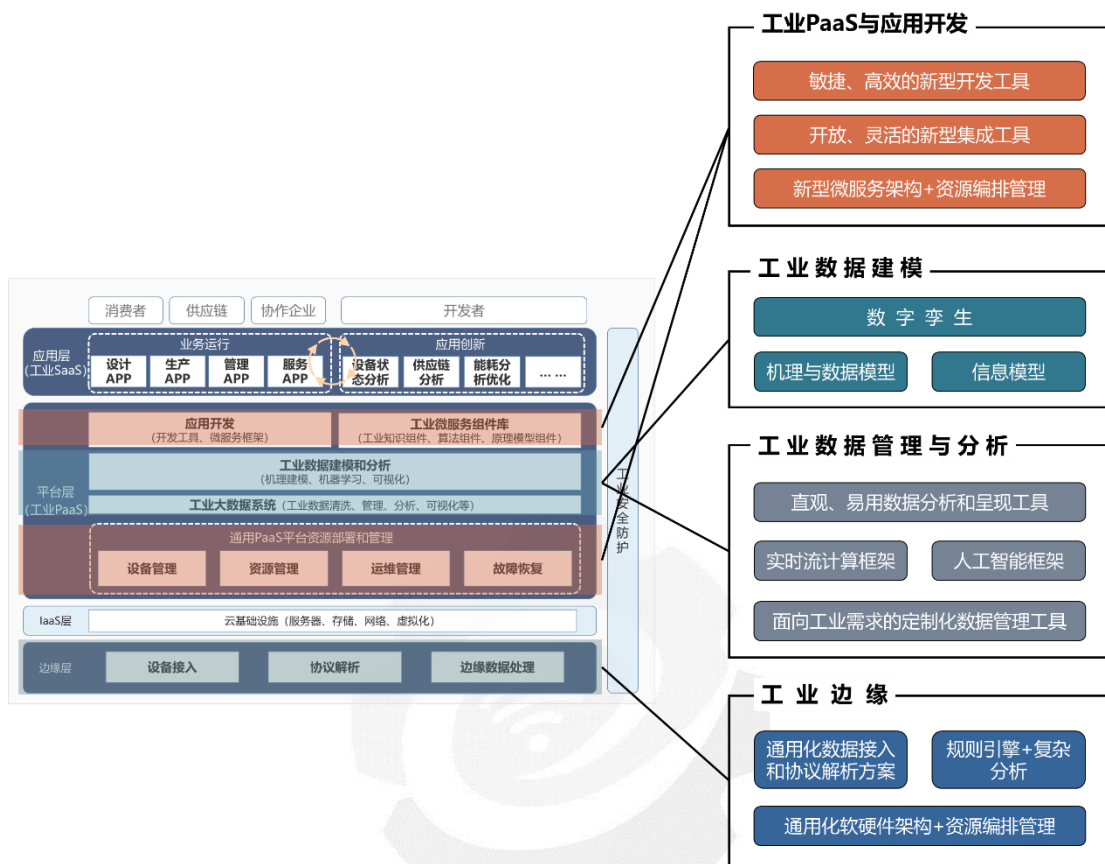 消费者
供应链
协作企业
开发者
应用层
(工业SaaS)
业务运行
设计
APP
生产
APP
管理
APP
服务
APP
应用创新
设备状
态分析
供应链
分析
能耗分
析优化
... ...
平台层
(工业PaaS)
应用开发
(开发工具、微服务框架)
工业微服务组件库
(工业知识组件、算法组件、原理模型组件)
工业数据建模和分析
(机理建模、机器学习、可视化)
工业大数据系统(工业数据清洗、管理、分析、可视化等)
通用PaaS平台资源部署和管理
设备管理
资源管理
运维管理
故障恢复
IaaS层
云基础设施(服务器、存储、网络、虚拟化)
边缘层
设备接入
协议解析
边缘数据处理
工业安全防护
工业PaaS与应用开发
敏捷、高效的新型开发工具
开放、灵活的新型集成工具
新型微服务架构+资源编排管理
工业数据建模
数字孪生
机理与数据模型
信息模型
工业数据管理与分析
直观、易用数据分析和呈现工具
实时流计算框架
人工智能框架
面向工业需求的定制化数据管理工具
工业边缘
通用化数据接入
和协议解析方案
规则引擎+复杂
分析
通用化软硬件架构+资源编排管理